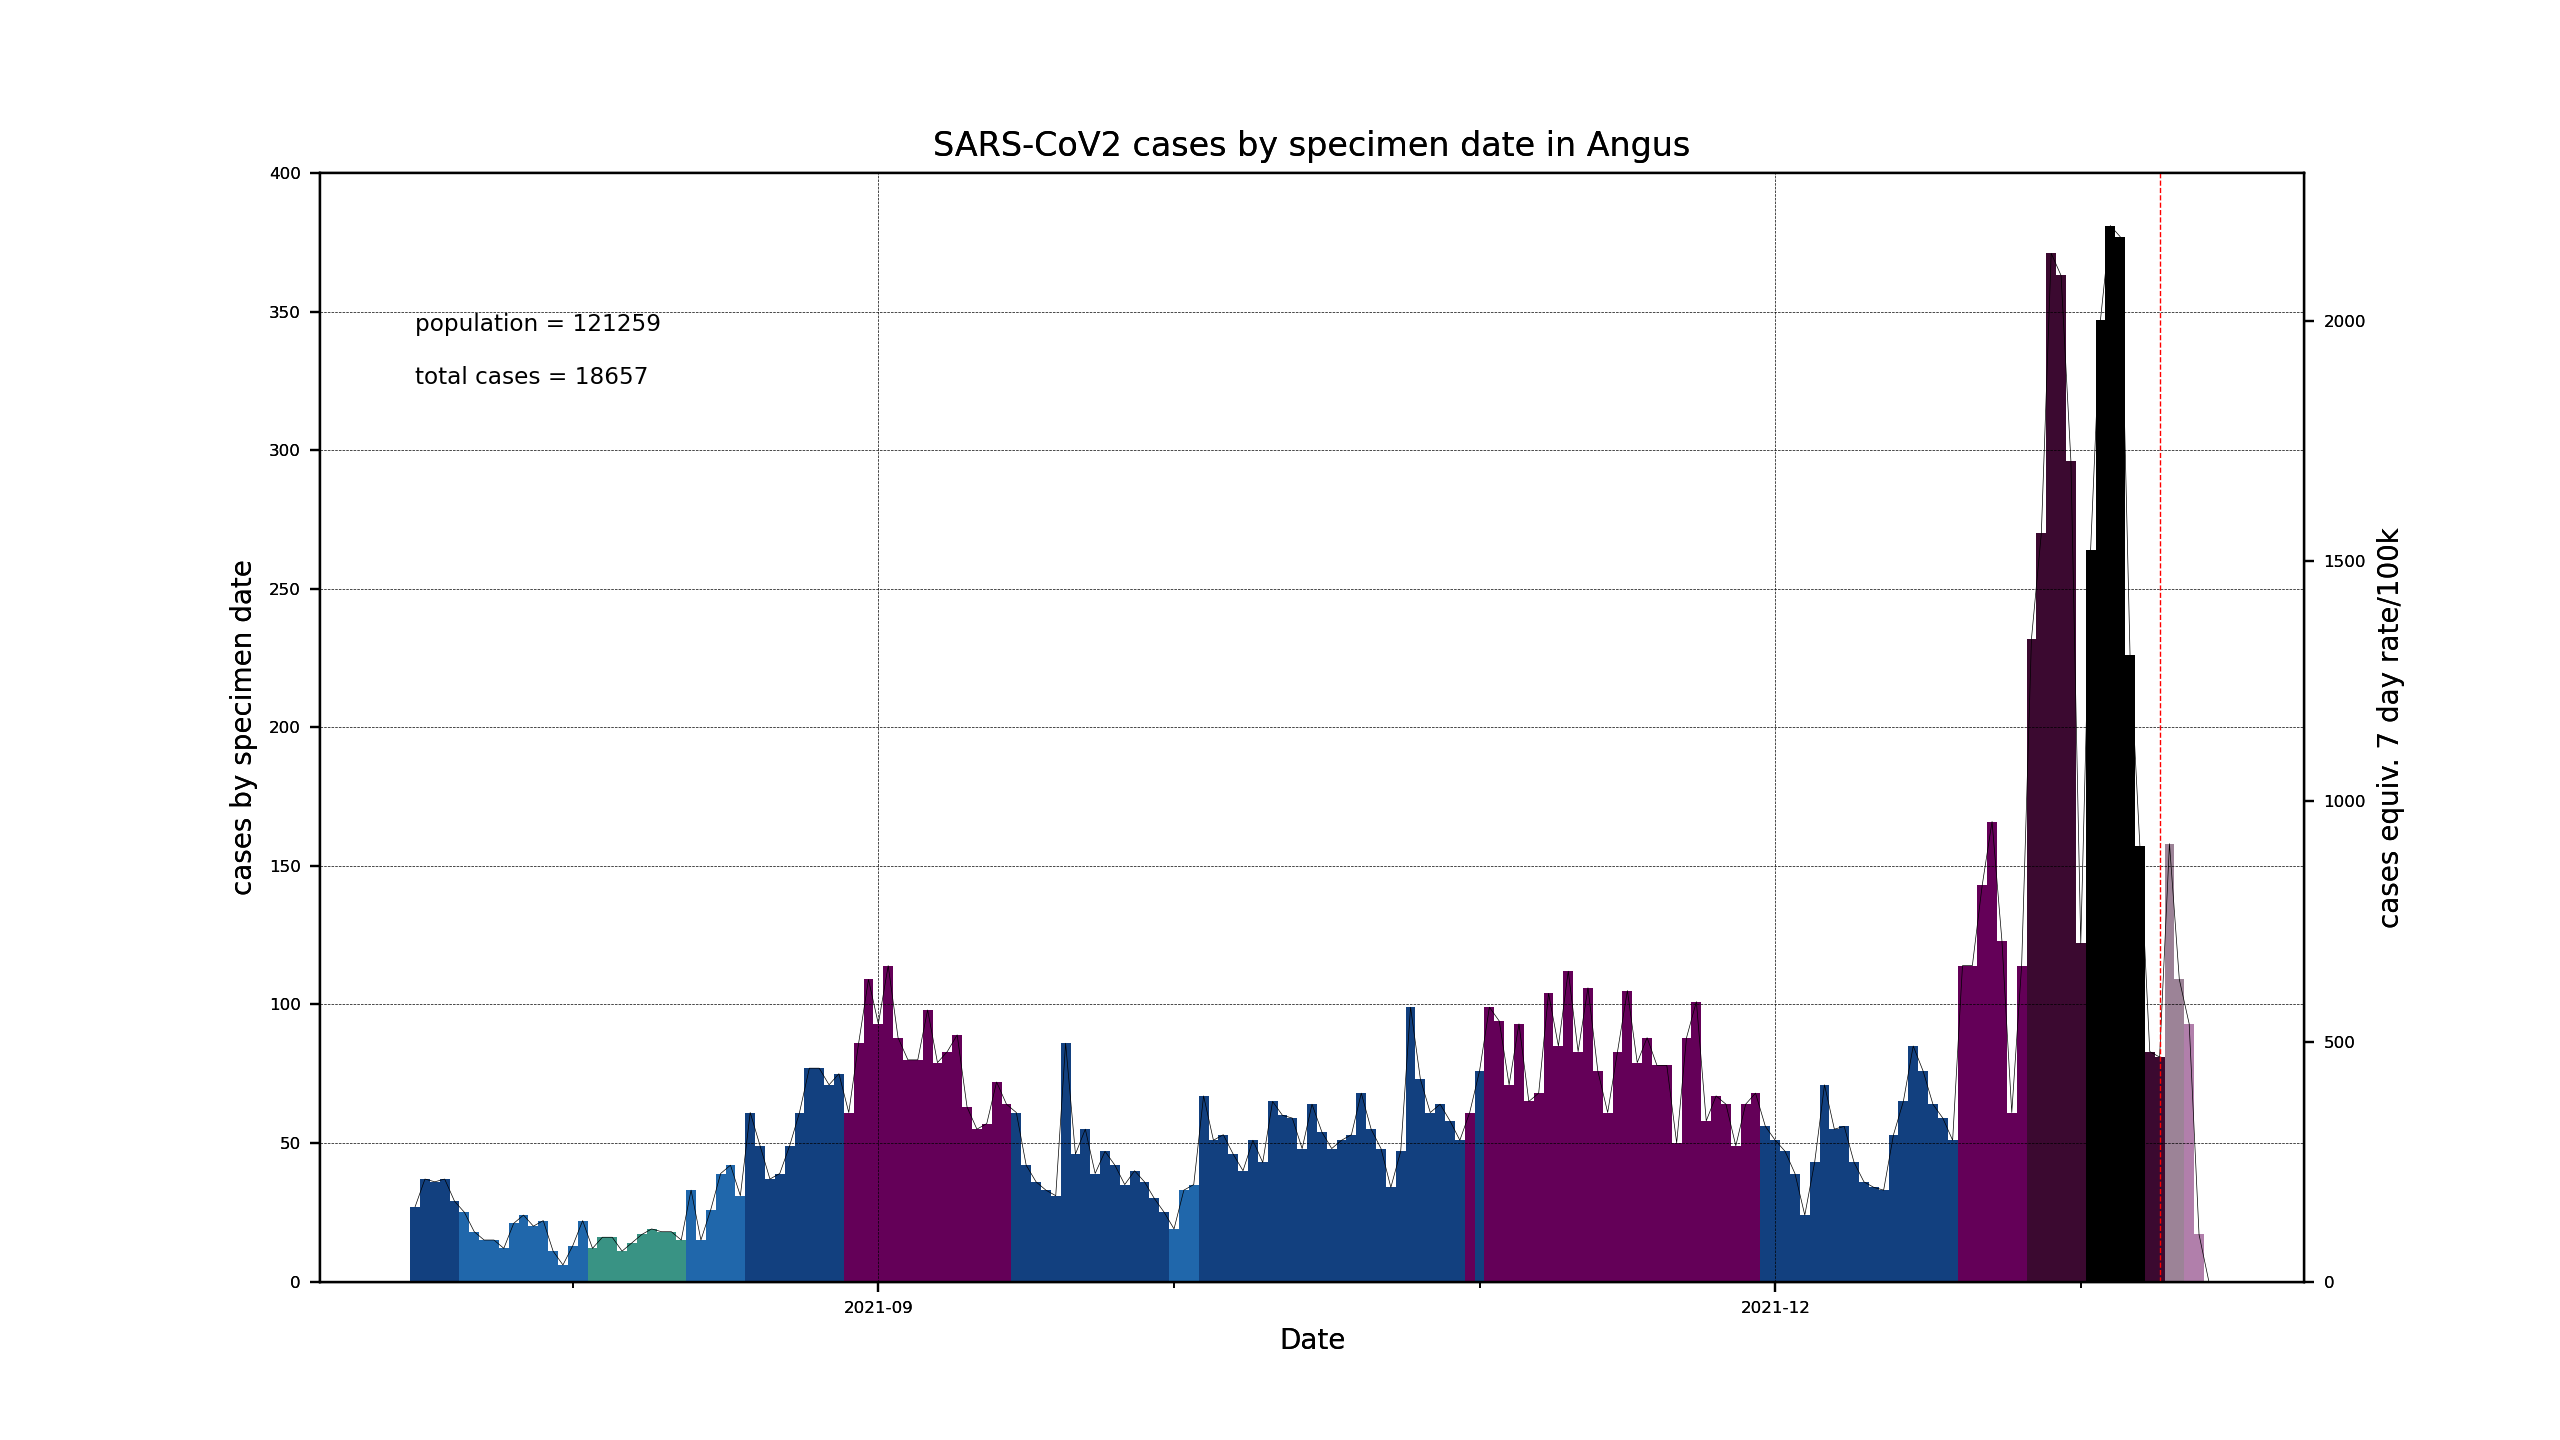 SARS-CoV2 cases by specimen date in Angus
400
350
300
250
200
150
100
50
0
cases by specimen date
population = 121259
total cases = 18657
2000
1500
1000
500
0
cases equiv. 7 day rate/100k
2021-09
2021-12
Date